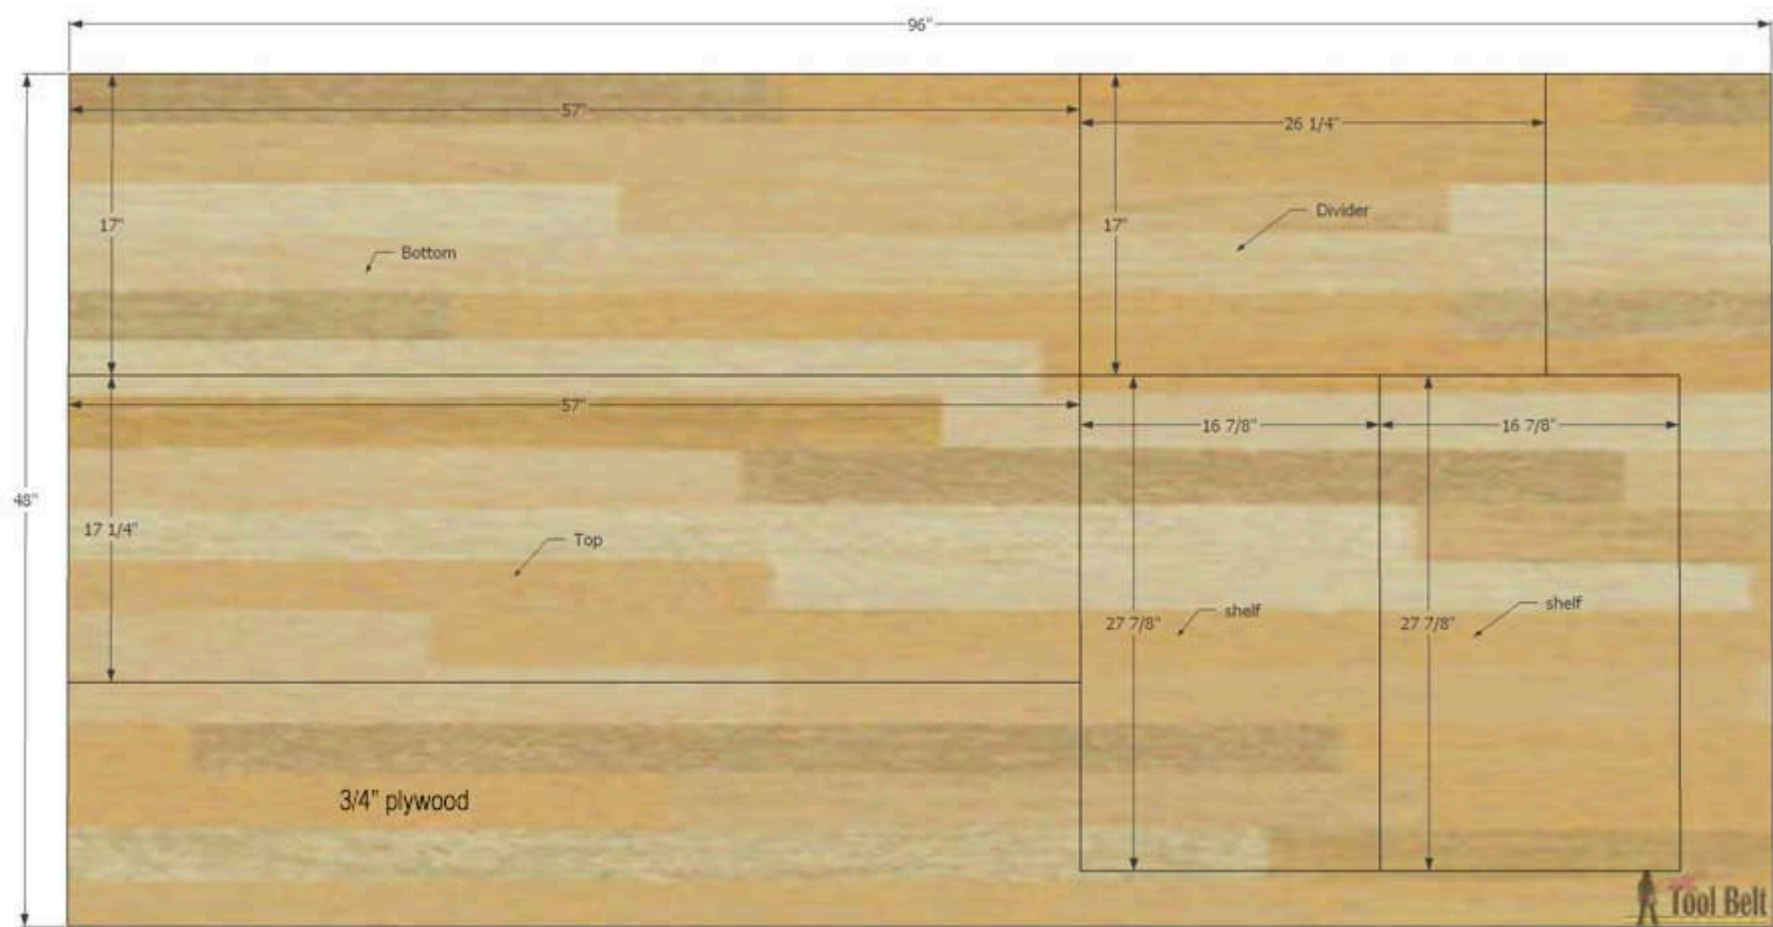 96"
57"
26 1/4"
17"
17"
Divider
Bottom
57"
16 7/8"
16 7/8"
48"
17 1/4"
Top
27 7/8"
shelf
27 7/8"
shelf
3/4" plywood
Tool Belt